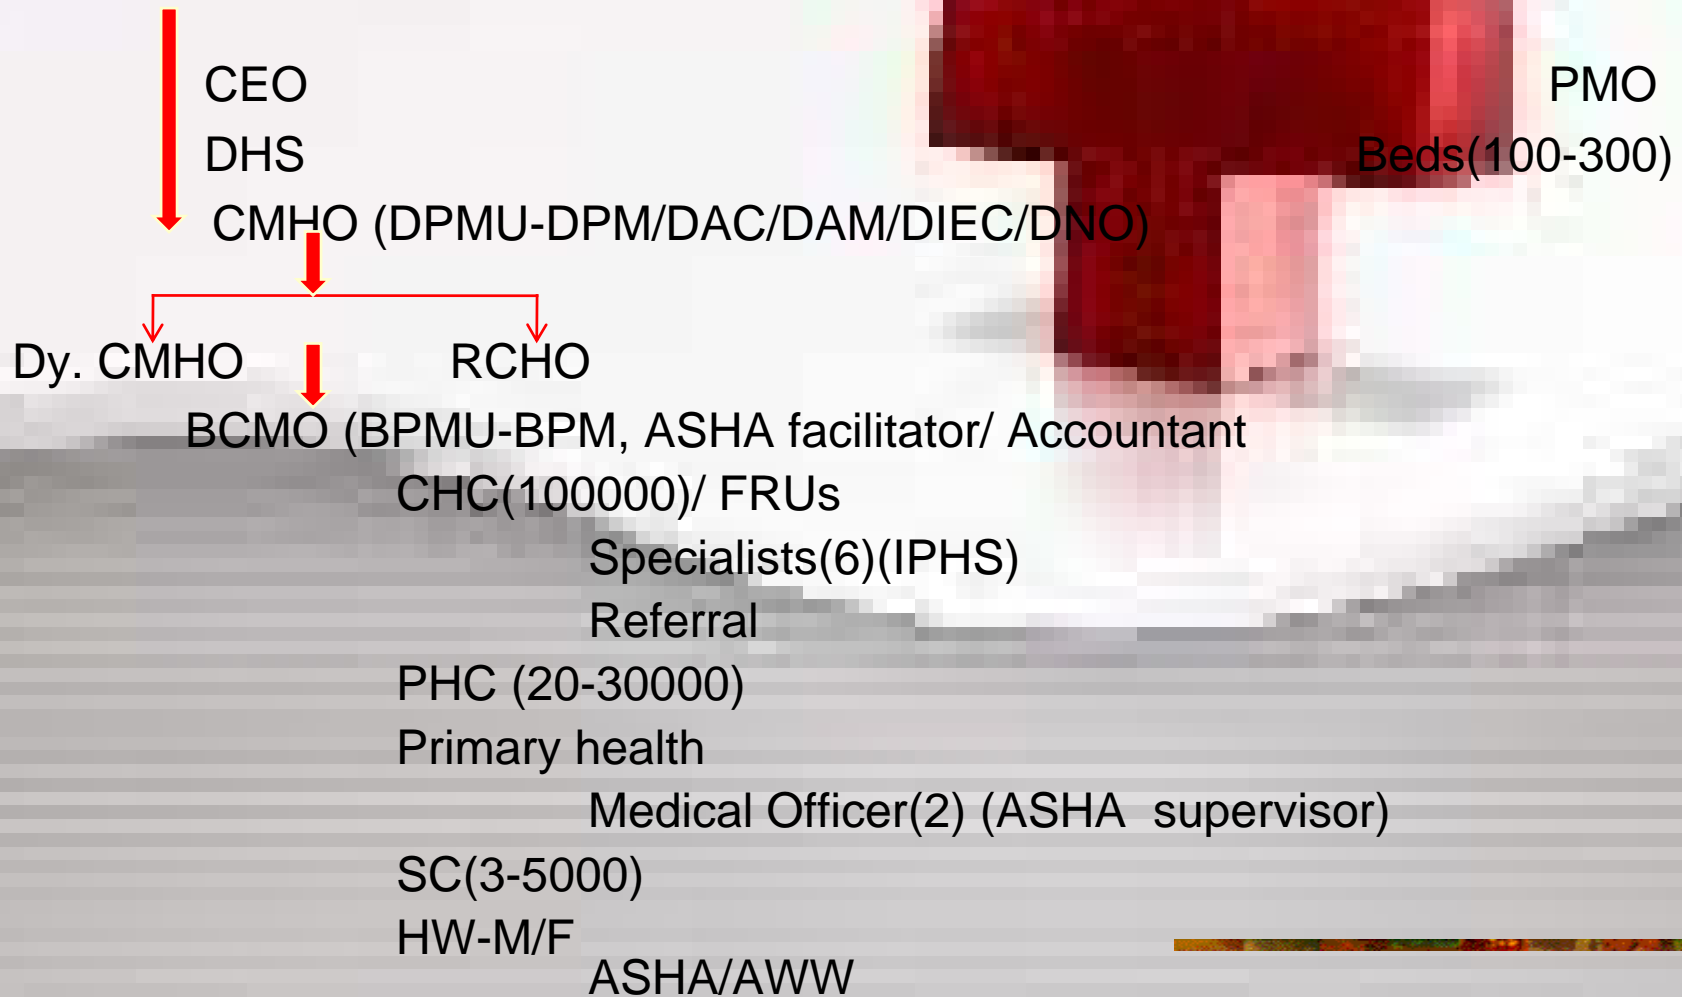 CEO PMO
DHS Beds(100-300)
CMHO (DPMU-DPM/DAC/DAM/DIEC/DNO)
Dy. CMHO RCHO
BCMO (BPMU-BPM, ASHA facilitator/ Accountant
CHC(100000)/ FRUs
Specialists(6)(IPHS)
Referral
PHC (20-30000)
Primary health
Medical Officer(2) (ASHA supervisor)
SC(3-5000)
HW-M/F
ASHA/AWW